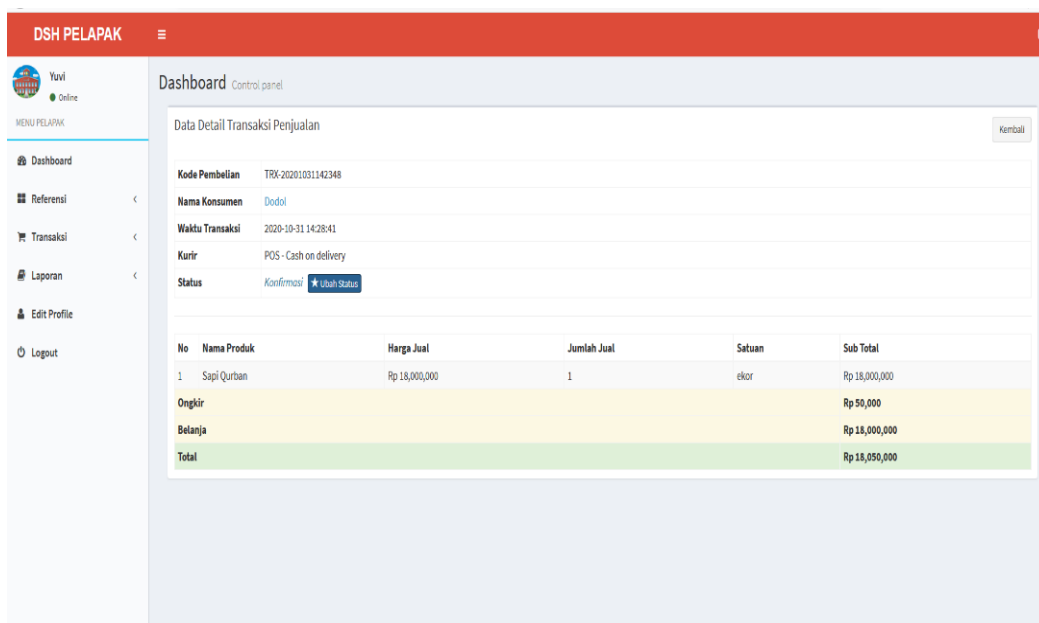 DSH PELAPAK
Yuvi
Online
MENU PELAPAK
Dashboard
Referensi
Transaksi
Laporan
Edit Profile
Logout
Dashboard Control panel
Data Detail Transaksi Penjualan
Kembali
Kode Pembelian TRX-20201031142348
Nama Konsumen Dodol
Waktu Transaksi 2020-10-31 14:28:41
Kurir POS - Cash on delivery
Status Konfirmasi Ubah Status
No Nama Produk Harga Jual Jumlah Jual Satuan Sub Total
1 Sapi Qurban Rp 18,000,000 1 ekor Rp 18,000,000
Ongkir Rp 50,000
Belanja Rp 18,000,000
Total Rp 18,050,000